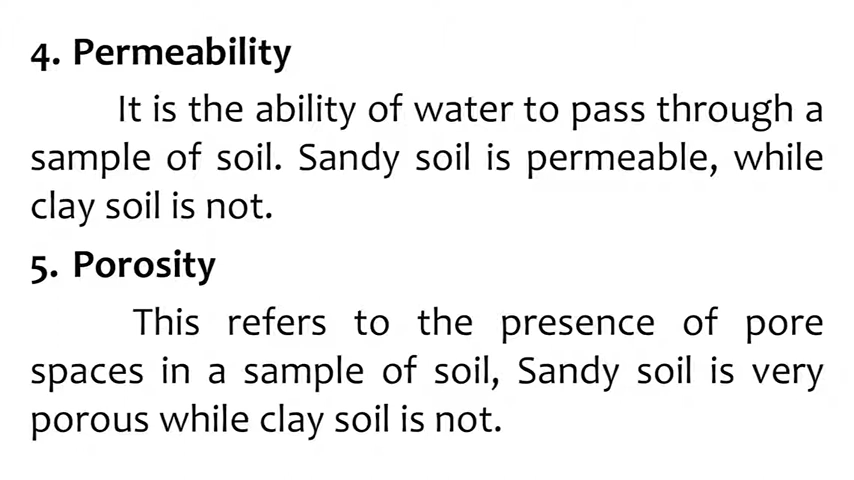 4. Permeability
It is the ability of water to pass through a
sample of soil. Sandy soil is permeable, while
clay soil is not.
5. Porosity
This refers to the presence of pore
spaces in a sample of soil, Sandy soil is very
porous while clay soil is not.